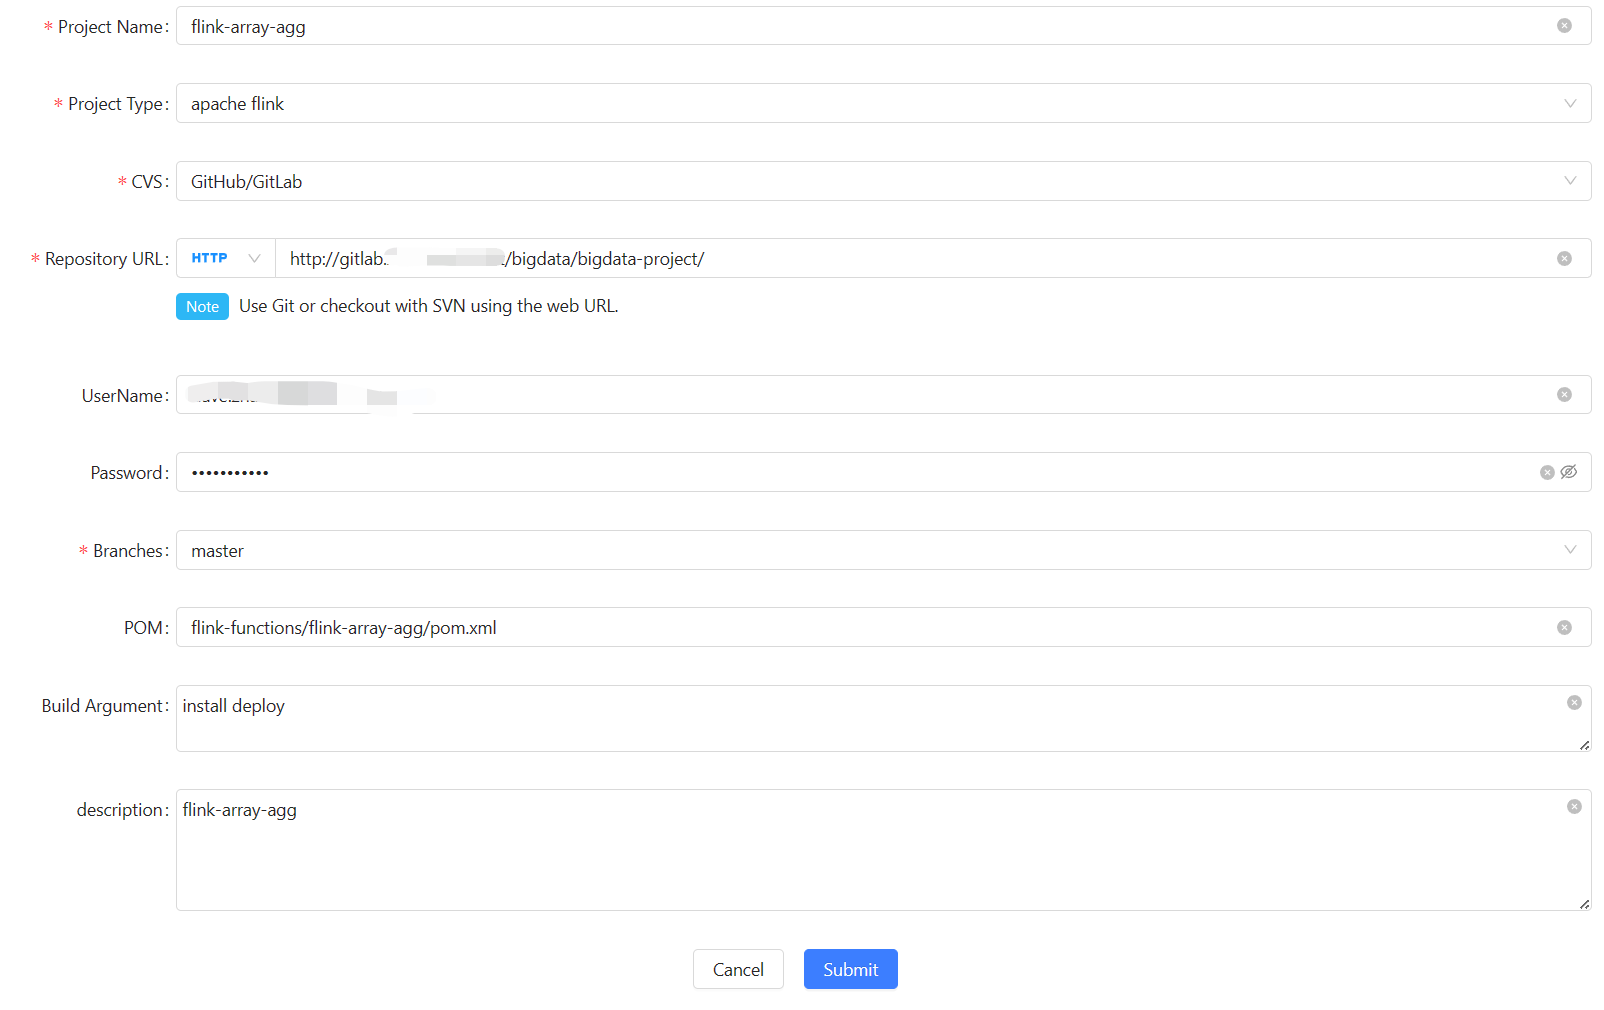 * Project Name: flink-array-agg
* Project Type: apache flink
* CVS: GitHub/GitLab
* Repository URL: HTTP http://gitlab. /bigdata/bigdata-project/
Note Use Git or checkout with SVN using the web URL.
UserName:
Password: •••••••••••
* Branches: master
POM: flink-functions/flink-array-agg/pom.xml
Build Argument: install deploy
description: flink-array-agg
Cancel Submit